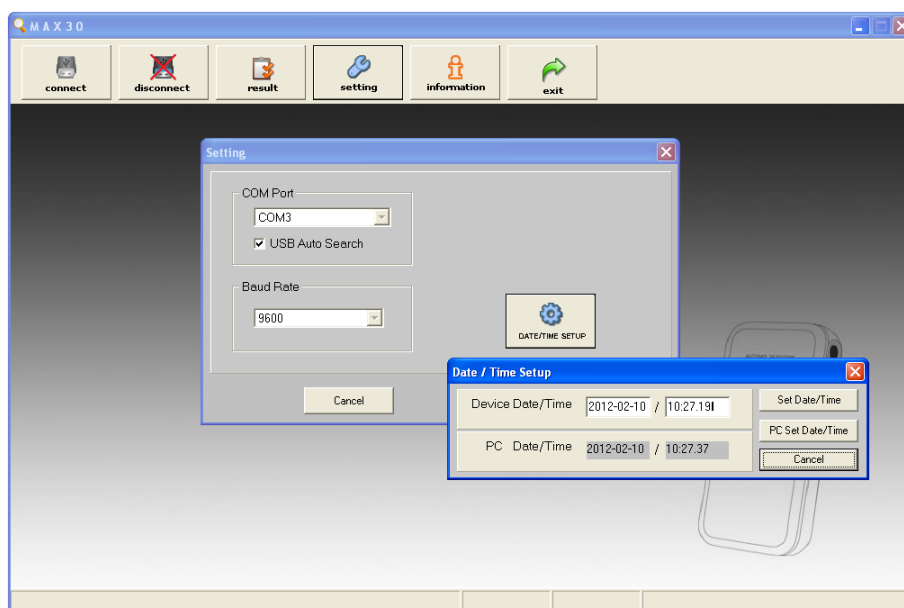 MAX30
connect disconnect result setting information exit
Setting
COM Port
COM3
USB Auto Search
Baud Rate
9600
DATE/TIME SETUP
Cancel
Date / Time Setup
Device Date/Time 2012-02-10 / 10:27.19
Set Date/Time
PC Set Date/Time
PC Date/Time 2012-02-10 / 10:27.37
Cancel